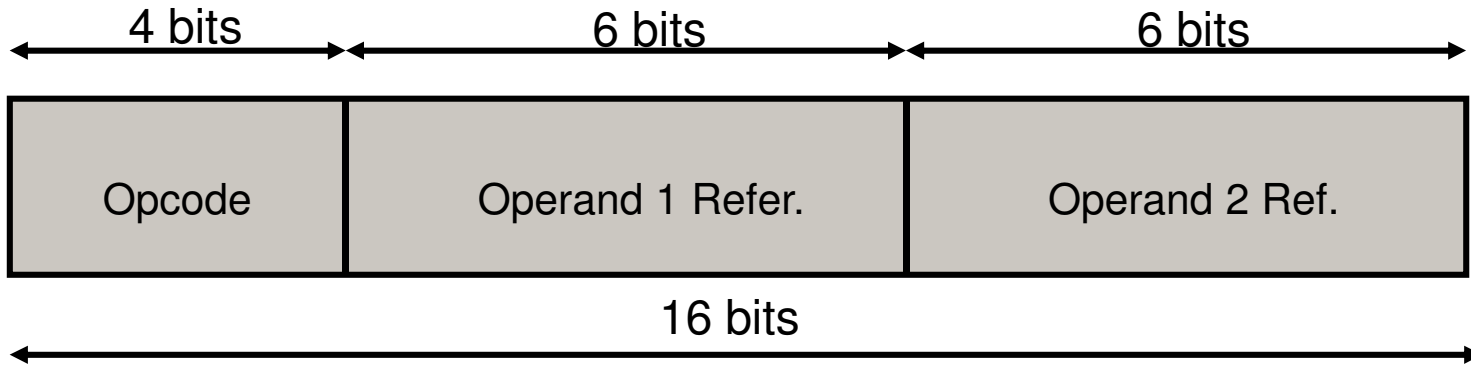 4 bits 6 bits 6 bits
Opcode Operand 1 Refer. Operand 2 Ref.
16 bits